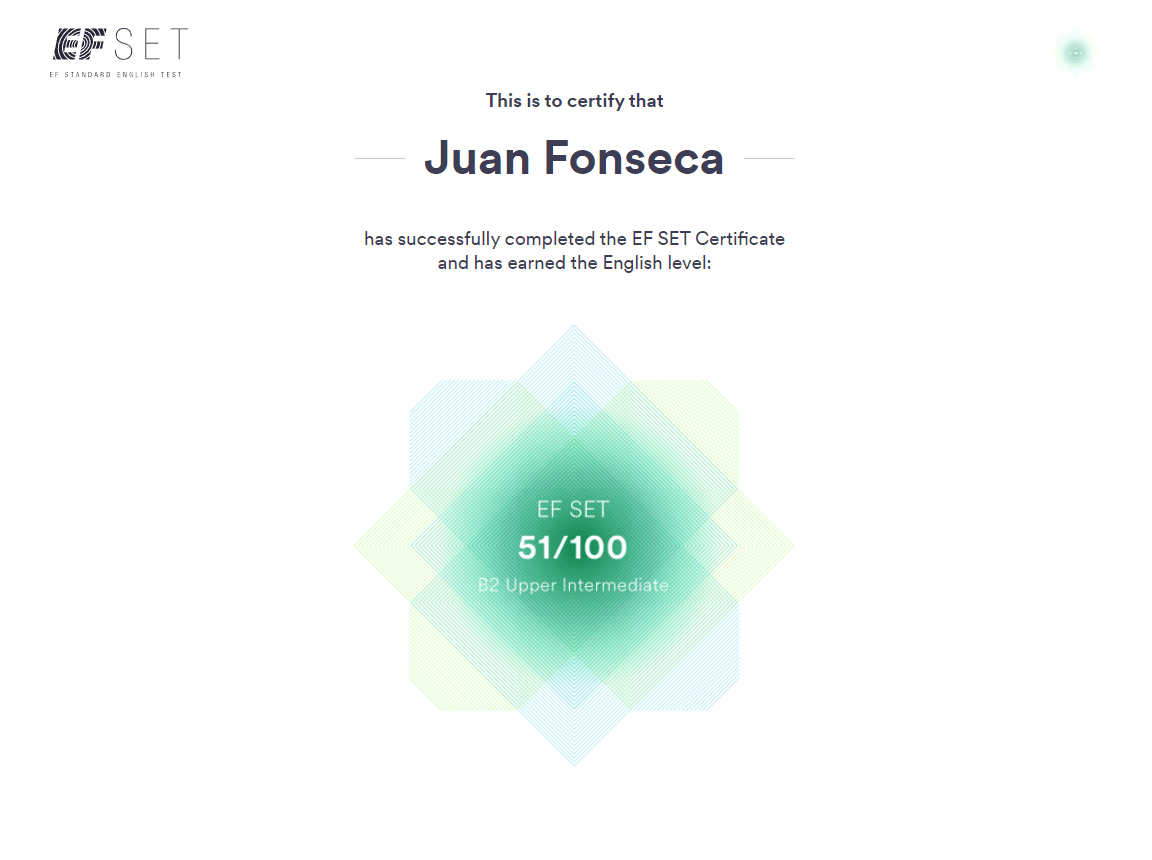 EF SET
EF STANDARD ENGLISH TEST
This is to certify that
Juan Fonseca
has successfully completed the EF SET Certificate
and has earned the English level:
EF SET
51/100
B2 Upper Intermediate